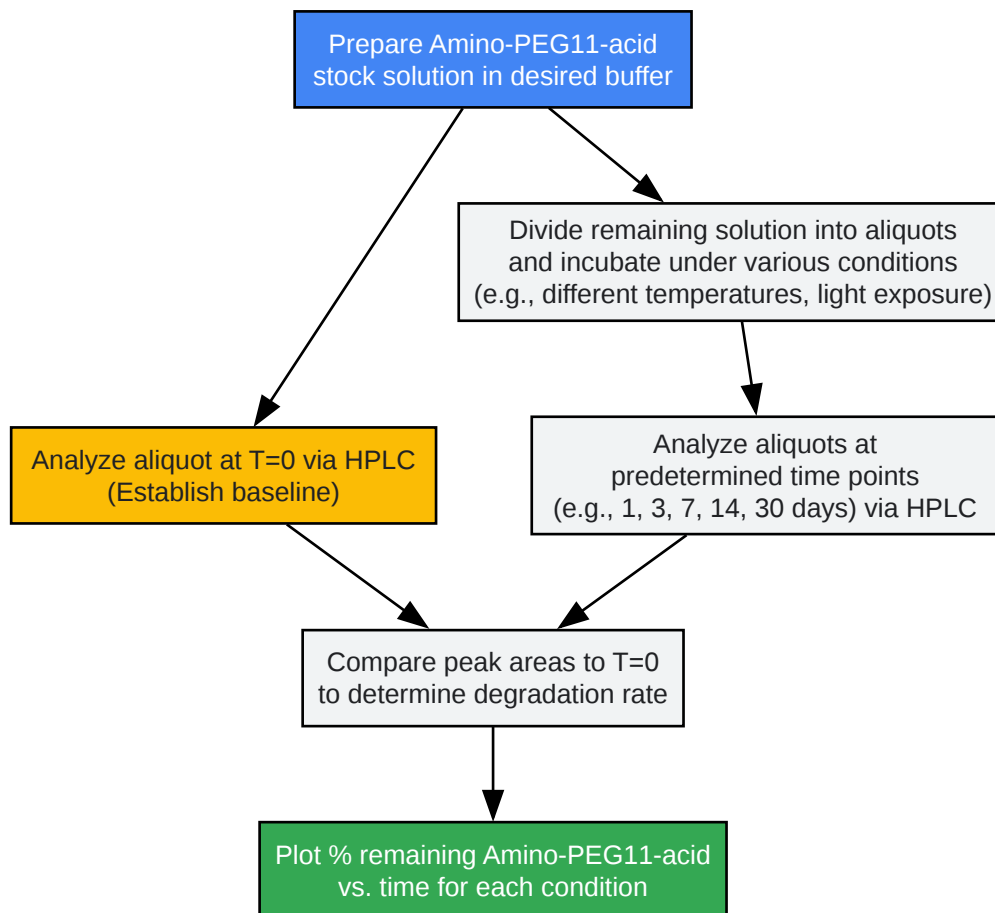 Prepare Amino-PEG11-acid
stock solution in desired buffer
Divide remaining solution into aliquots
and incubate under various conditions
(e.g., different temperatures, light exposure)
Analyze aliquot at T=0 via HPLC
(Establish baseline)
Analyze aliquots at
predetermined time points
(e.g., 1, 3, 7, 14, 30 days) via HPLC
Compare peak areas to T=0
to determine degradation rate
Plot % remaining Amino-PEG11-acid
vs. time for each condition